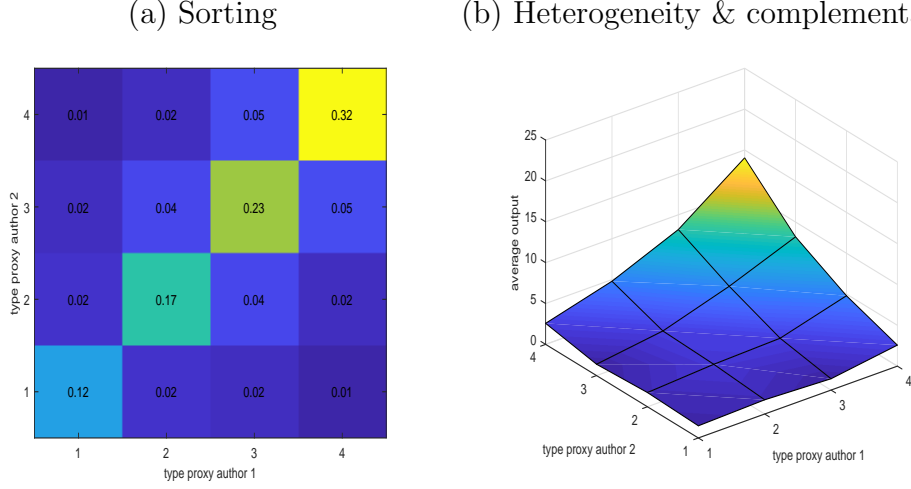 (a) Sorting
4
0.01 0.02 0.05 0.32
3
0.02 0.04 0.23 0.05
2
0.02 0.17 0.04 0.02
1
0.12 0.02 0.02 0.01
1 2 3 4
type proxy author 2
type proxy author 1
(b) Heterogeneity & complement
25
20
15
10
5
0
average output
4
3
2
1
type proxy author 2
1
2
3
4
type proxy author 1